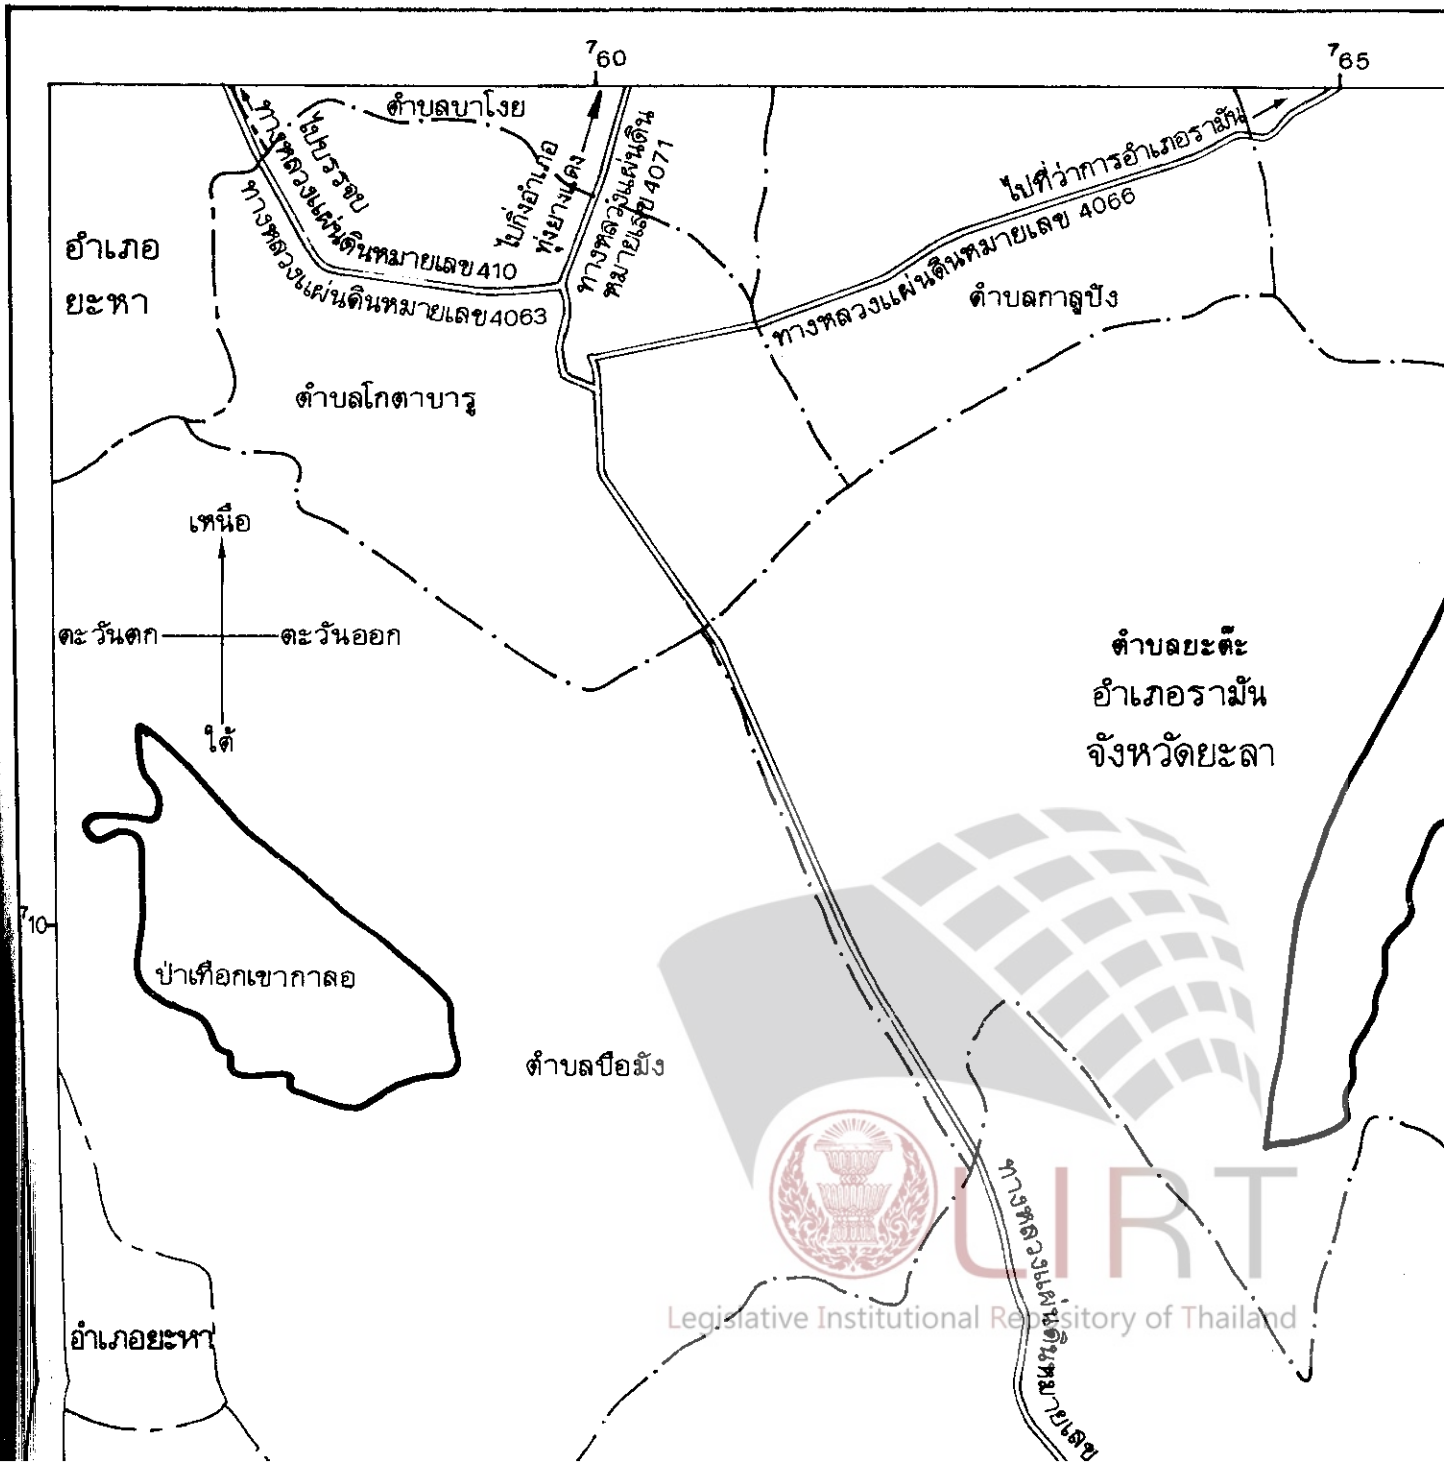 760
765
ตำบลบาโงย
ทางหลวงแผ่นดินหมายเลข 410
ไปบรรจบ
ทางหลวงแผ่นดินหมายเลข 4063
ไปกิ่งอำเภอ
ทุ่งยางแดง
ทางหลวงแผ่นดิน
หมายเลข 4071
ไปที่ว่าการอำเภอรามัน
ทางหลวงแผ่นดินหมายเลข 4066
อำเภอ
ยะหา
ตำบลกาลูปัง
ตำบลโกตาบารู
เหนือ
ตะวันตก
ตะวันออก
ใต้
ตำบลยะต๊ะ
อำเภอรามัน
จังหวัดยะลา
710
ป่าเทือกเขากาลอ
ตำบลบือมัง
ทางหลวงแผ่นดินหมายเลข
LIRT
Legislative Institutional Repository of Thailand
อำเภอยะหา